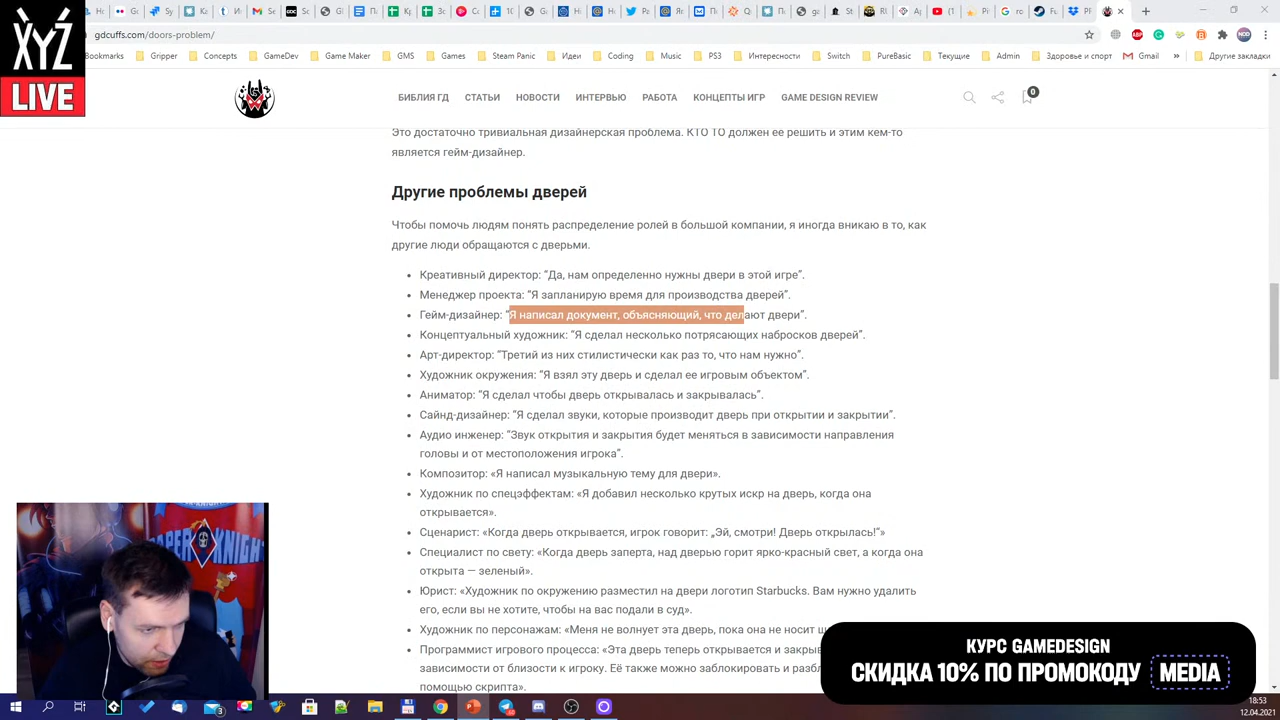 XYZ
LIVE
gdcuffs.com/doors-problem/
Bookmarks Gripper Concepts GameDev Game Maker GMS Games Steam Panic Идеи Coding Music PS3 Интересности Switch PureBasic Текущие Admin Здоровье и спорт Gmail » Другие закладки
БИБЛИЯ ГД СТАТЬИ НОВОСТИ ИНТЕРВЬЮ РАБОТА КОНЦЕПТЫ ИГР GAME DESIGN REVIEW 0
Это достаточно тривиальная дизайнерская проблема. КТО ТО должен ее решить и этим кем-то
является гейм-дизайнер.
Другие проблемы дверей
Чтобы помочь людям понять распределение ролей в большой компании, я иногда вникаю в то, как
другие люди обращаются с дверьми.
Креативный директор: “Да, нам определенно нужны двери в этой игре”.
Менеджер проекта: “Я запланирую время для производства дверей”.
Гейм-дизайнер: “Я написал документ, объясняющий, что делают двери”.
Концептуальный художник: “Я сделал несколько потрясающих набросков дверей”.
Арт-директор: “Третий из них стилистически как раз то, что нам нужно”.
Художник окружения: “Я взял эту дверь и сделал ее игровым объектом”.
Аниматор: “Я сделал чтобы дверь открывалась и закрывалась”.
Сайнд-дизайнер: “Я сделал звуки, которые производит дверь при открытии и закрытии”.
Аудио инженер: “Звук открытия и закрытия будет меняться в зависимости направления
головы и от местоположения игрока”.
Композитор: «Я написал музыкальную тему для двери».
Художник по спецэффектам: «Я добавил несколько крутых искр на дверь, когда она
открывается».
Сценарист: «Когда дверь открывается, игрок говорит: „Эй, смотри! Дверь открылась!“»
Специалист по свету: «Когда дверь заперта, над дверью горит ярко-красный свет, а когда она
открыта — зеленый».
Юрист: «Художник по окружению разместил на двери логотип Starbucks. Вам нужно удалить
его, если вы не хотите, чтобы на вас подали в суд».
Художник по персонажам: «Меня не волнует эта дверь, пока она не носит
Программист игрового процесса: «Эта дверь теперь открывается и
зависимости от близости к игроку. Её также можно заблокировать и
помощью скрипта».
КУРС GAMEDESIGN
СКИДКА 10% ПО ПРОМОКОДУ MEDIA
18:53
12.04.2021